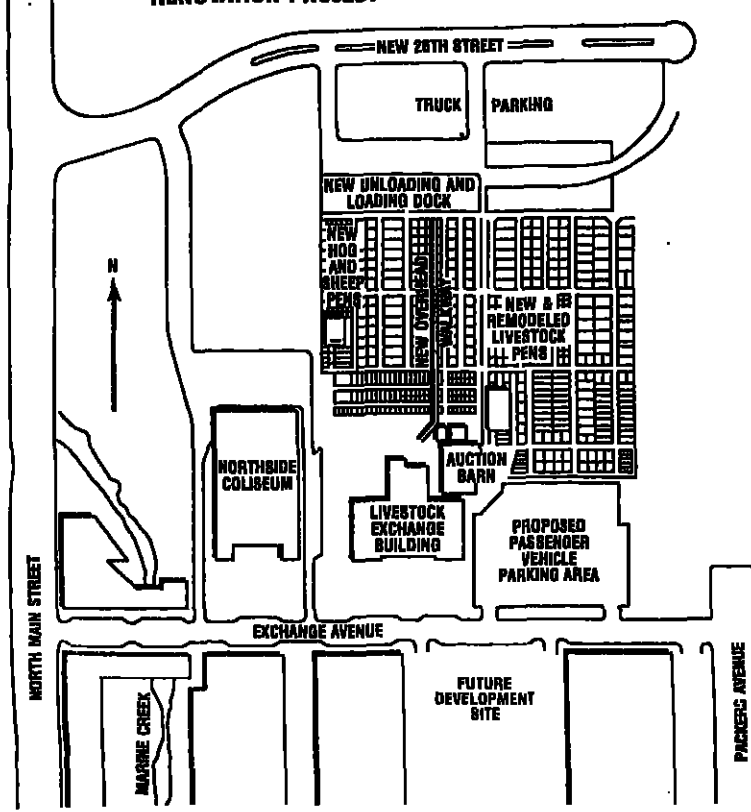 RENOVATION PROJECT
NEW 28TH STREET
TRUCK PARKING
NEW UNLOADING AND
LOADING DOCK
NEW
HOG
AND
SHEEP
PENS
NEW OVERHEAD
WALKWAY
NEW &
REMODELED
LIVESTOCK
PENS
N
NORTHSIDE
COLISEUM
AUCTION
BARN
LIVESTOCK
EXCHANGE
BUILDING
PROPOSED
PASSENGER
VEHICLE
PARKING AREA
NORTH MAIN STREET
EXCHANGE AVENUE
MARINE CREEK
FUTURE
DEVELOPMENT
SITE
PACKERS AVENUE